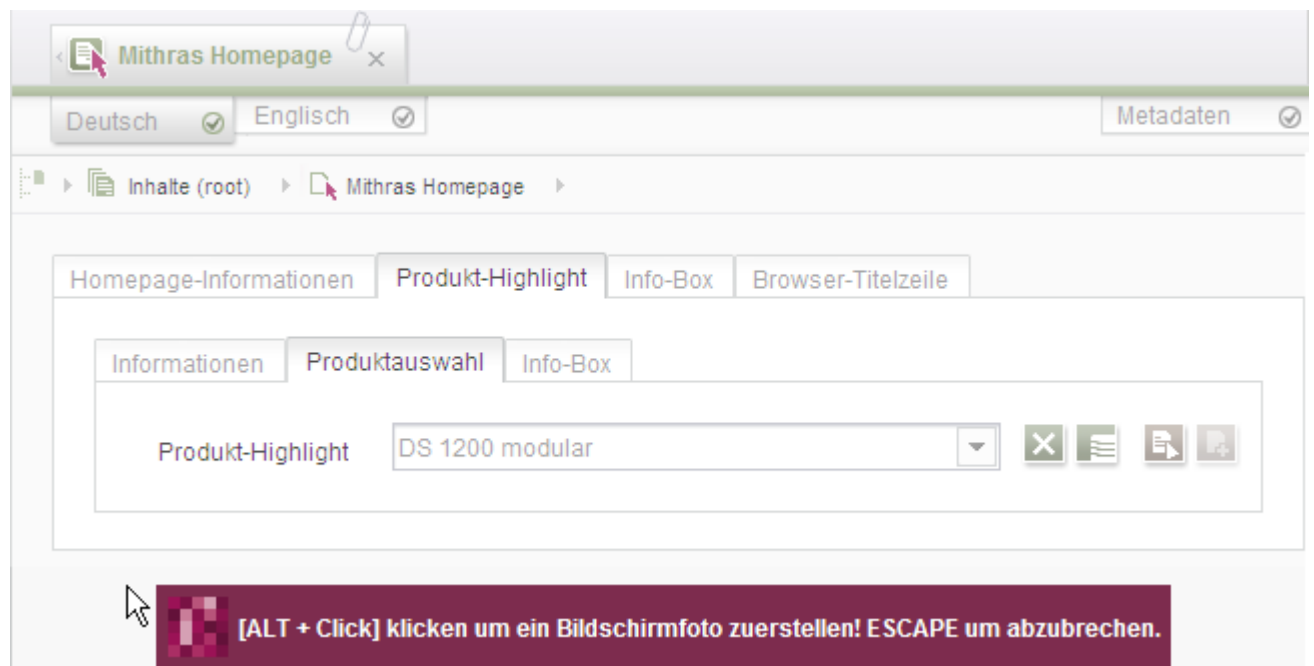 Mithras Homepage
Deutsch Englisch Metadaten
Inhalte (root) Mithras Homepage
Homepage-Informationen Produkt-Highlight Info-Box Browser-Titelzeile
Informationen Produktauswahl Info-Box
Produkt-Highlight DS 1200 modular
[ALT + Click] klicken um ein Bildschirmfoto zuerstellen! ESCAPE um abzubrechen.